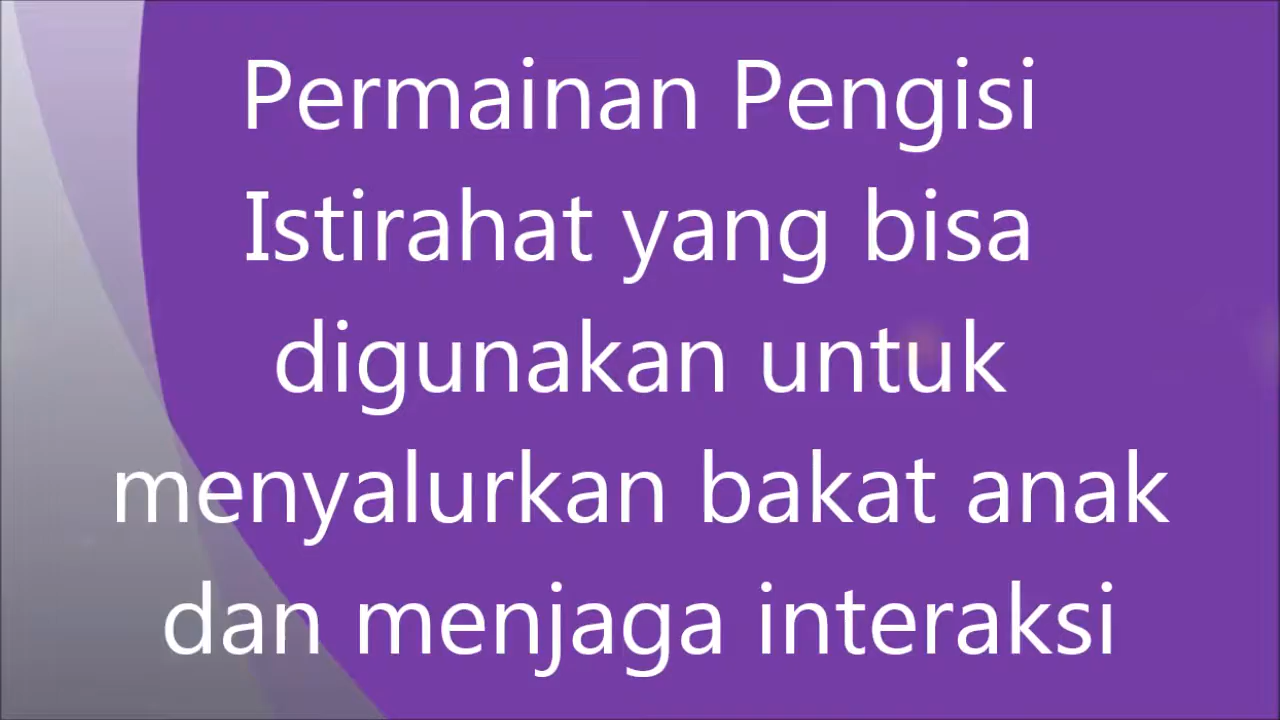 Permainan Pengisi
Istirahat yang bisa
digunakan untuk
menyalurkan bakat anak
dan menjaga interaksi